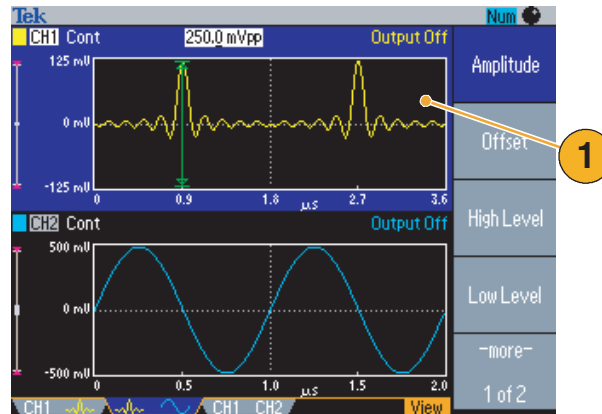 Tek Num
CH1 Cont 250.0 mVpp Output Off
125 mV
0 mV
-125 mV
0 0.9 1.8 µs 2.7 3.6
CH2 Cont Output Off
500 mV
0 mV
-500 mV
0 0.5 1.0 µs 1.5 2.0
CH1 CH1 CH2 View
Amplitude
Offset
High Level
Low Level
-more-
1 of 2
1